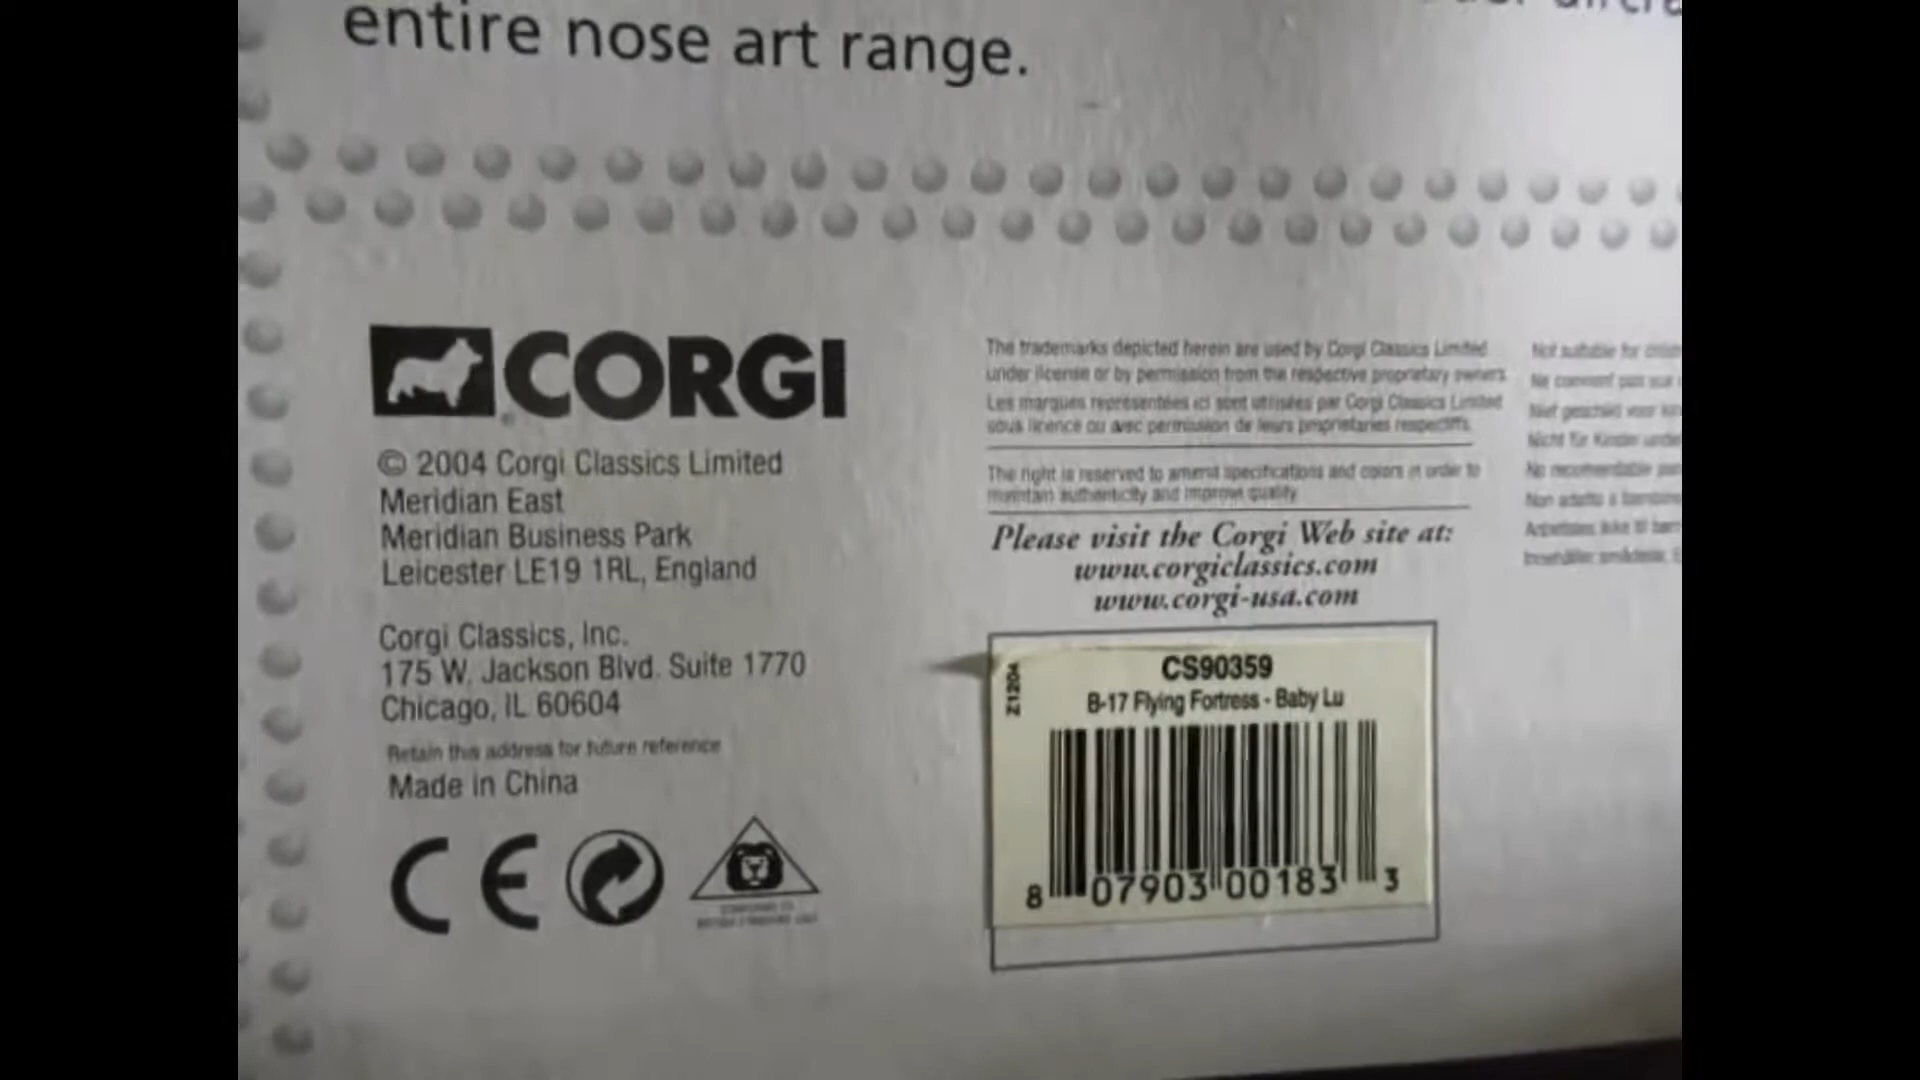 entire nose art range.
CORGI
© 2004 Corgi Classics Limited
Meridian East
Meridian Business Park
Leicester LE19 1RL, England
Corgi Classics, Inc.
175 W. Jackson Blvd. Suite 1770
Chicago, IL 60604
Retain this address for future reference
Made in China
CE
The trademarks depicted herein are used by Corgi Classics Limited
under license or by permission from the respective proprietary owners
Les marques représentées ici sont utilisées par Corgi Classics Limited
sous licence ou avec permission de leurs propriétaires respectifs.
The right is reserved to amend specifications and colors in order to
maintain authenticity and improve quality
Please visit the Corgi Web site at:
www.corgiclassics.com
www.corgi-usa.com
Z1204
CS90359
B-17 Flying Fortress - Baby Lu
8 07903 00183 3
Not suitable for
Nicht für Kinder